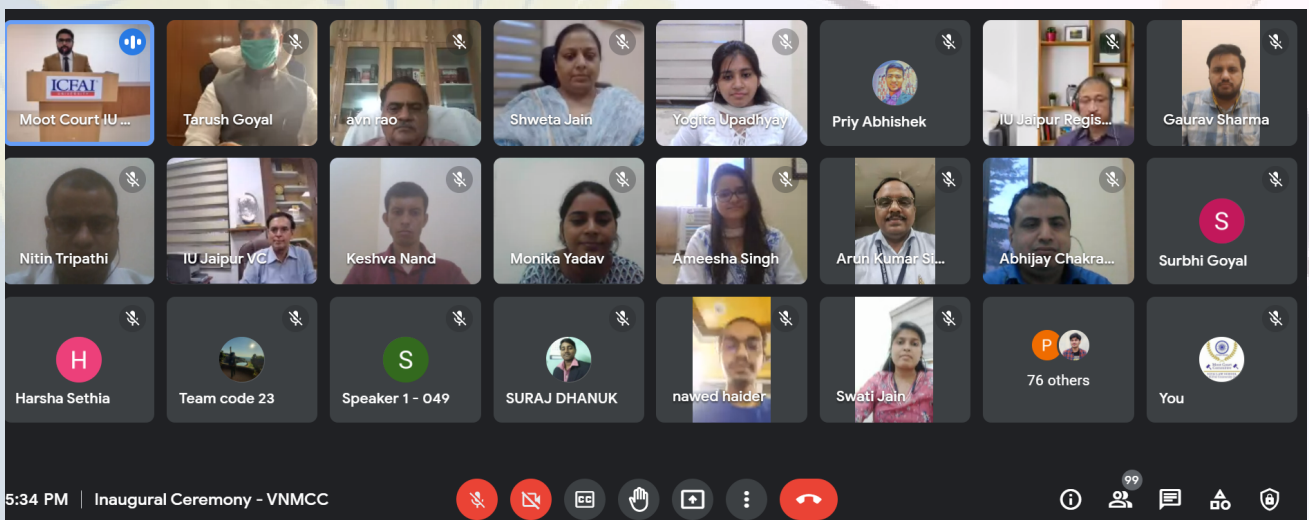 ICFAI
UNIVERSITY
Moot Court IU ...
Tarush Goyal
avn rao
Shweta Jain
Yogita Upadhyay
Priy Abhishek
IU Jaipur Regis...
Gaurav Sharma
Nitin Tripathi
IU Jaipur VC
Keshva Nand
Monika Yadav
Ameesha Singh
Arun Kumar Si...
Abhijay Chakra...
S
Surbhi Goyal
H
Harsha Sethia
Team code 23
S
Speaker 1 - 049
SURAJ DHANUK
nawed haider
Swati Jain
P
76 others
You
5:34 PM | Inaugural Ceremony - VNMCC
CC
99